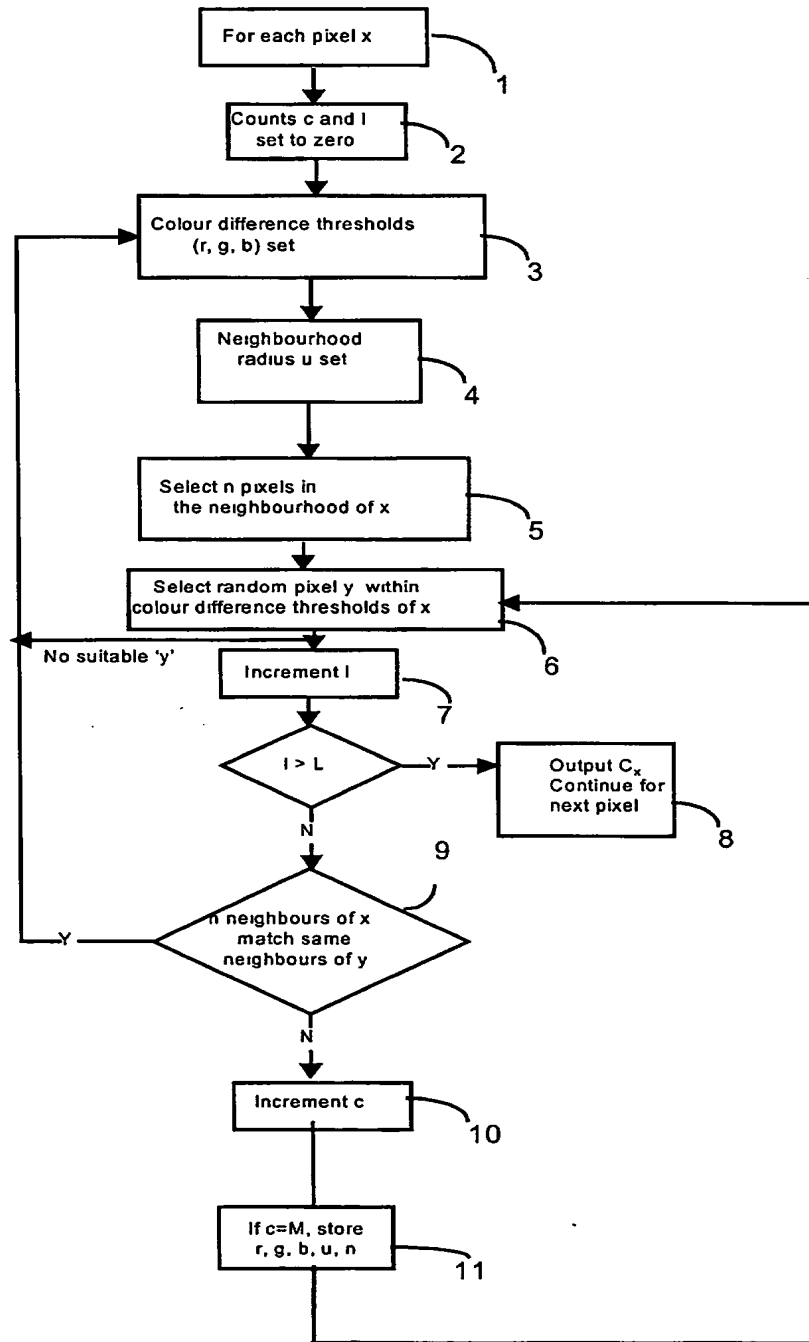 For each pixel x
1
Counts c and I
set to zero
2
Colour difference thresholds
(r, g, b) set
3
Neighbourhood
radius u set
4
Select n pixels in
the neighbourhood of x
5
Select random pixel y within
colour difference thresholds of x
6
No suitable 'y'
Increment I
7
I > L
Y
Output Cx
Continue for
next pixel
8
N
9
n neighbours of x
match same
neighbours of y
Y
N
Increment c
10
If c=M, store
r, g, b, u, n
11